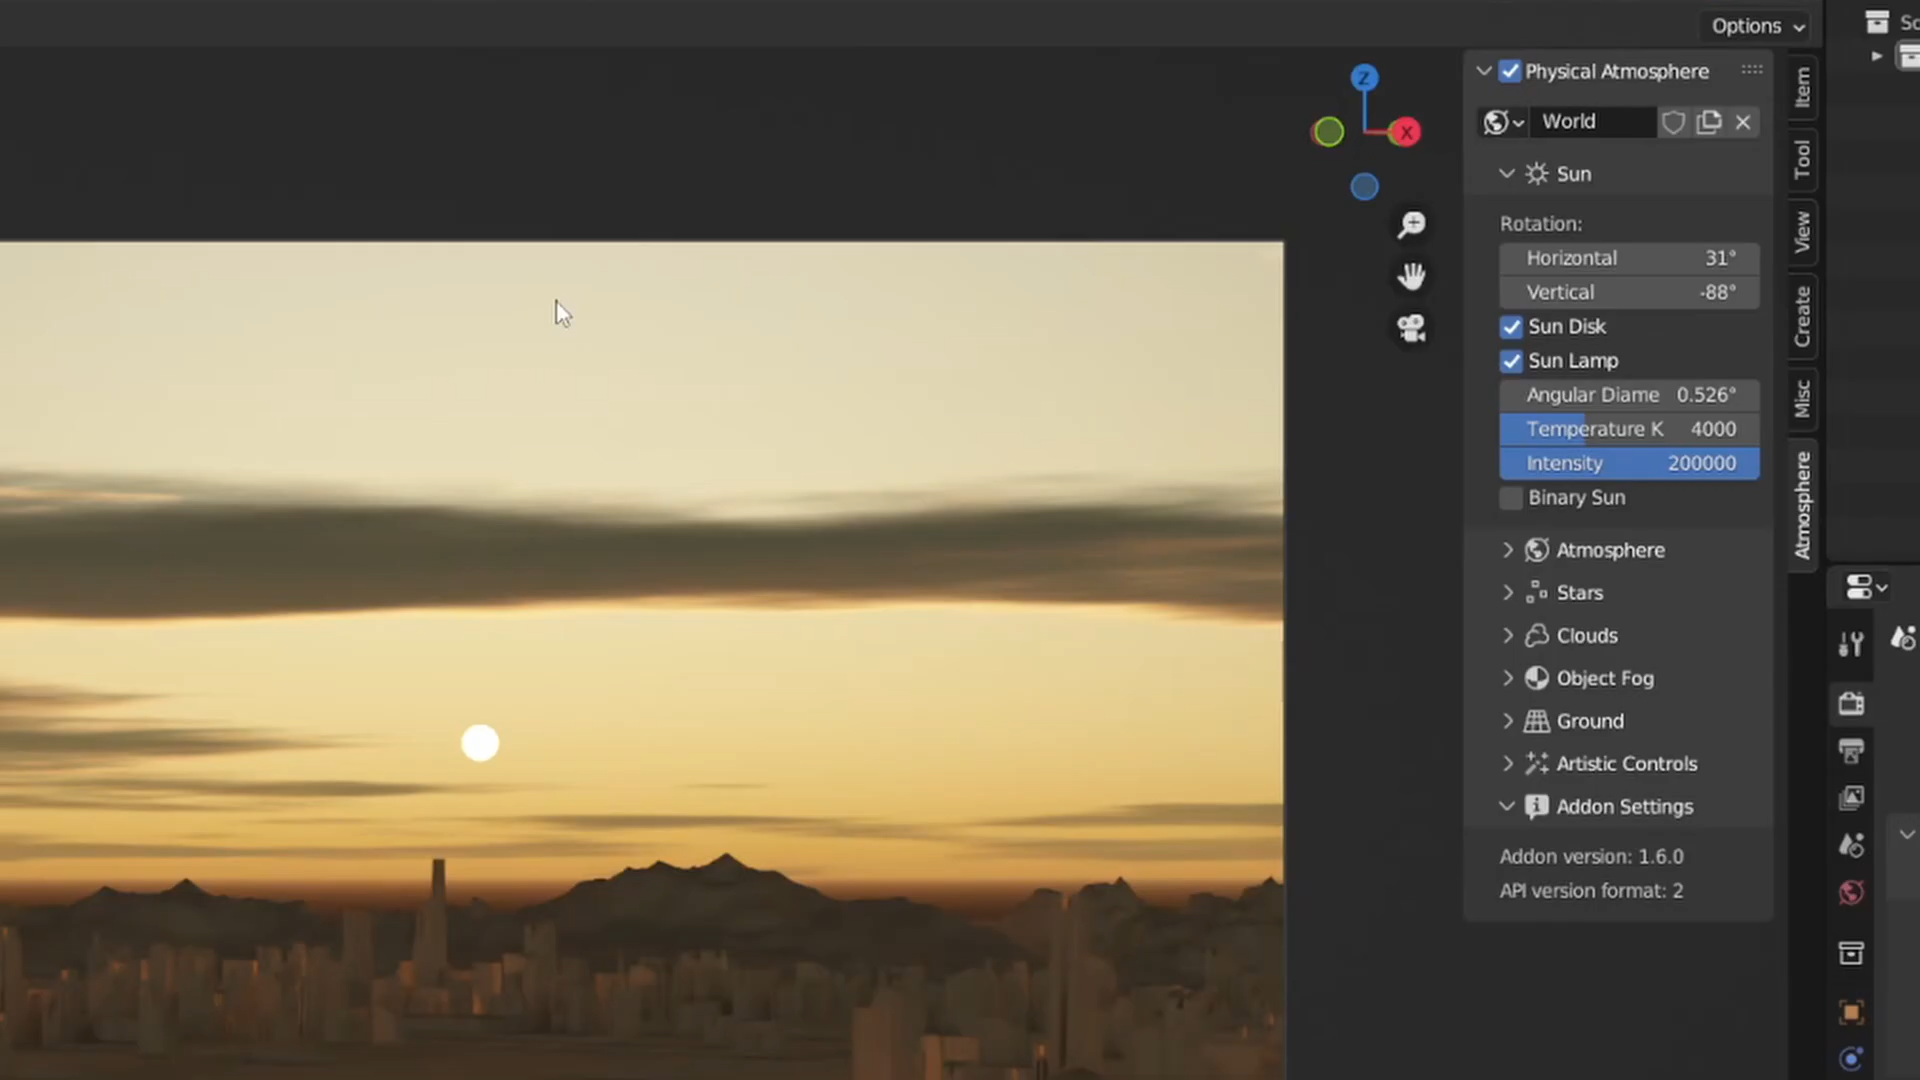 Options
Sc
Physical Atmosphere
World
Sun
Rotation:
Horizontal 31°
Vertical -88°
Sun Disk
Sun Lamp
Angular Diame 0.526°
Temperature K 4000
Intensity 200000
Binary Sun
Atmosphere
Stars
Clouds
Object Fog
Ground
Artistic Controls
Addon Settings
Addon version: 1.6.0
API version format: 2
Item
Tool
View
Create
Misc
Atmosphere
Z
X